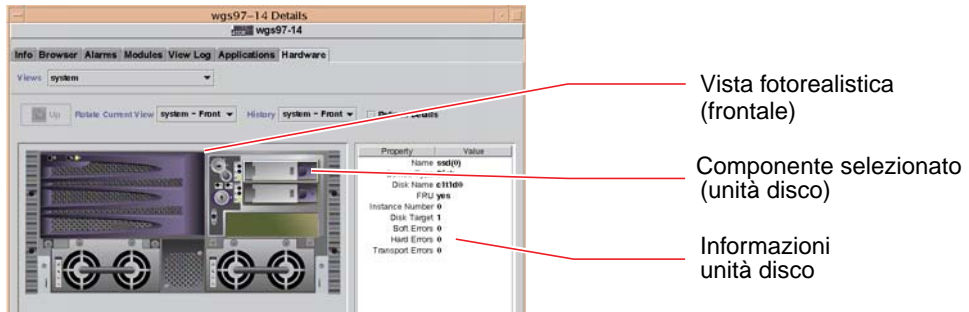 wgs97-14 Details
wgs97-14
Info Browser Alarms Modules View Log Applications Hardware
Views system
Up Rotate Current View system - Front History system - Front Details
Property Value
Name ssd(0)
Disk Name c1t1d0
FRU yes
Instance Number 0
Disk Target 1
Soft Errors 0
Hard Errors 0
Transport Errors 0
Vista fotorealistica
(frontale)
Componente selezionato
(unità disco)
Informazioni
unità disco